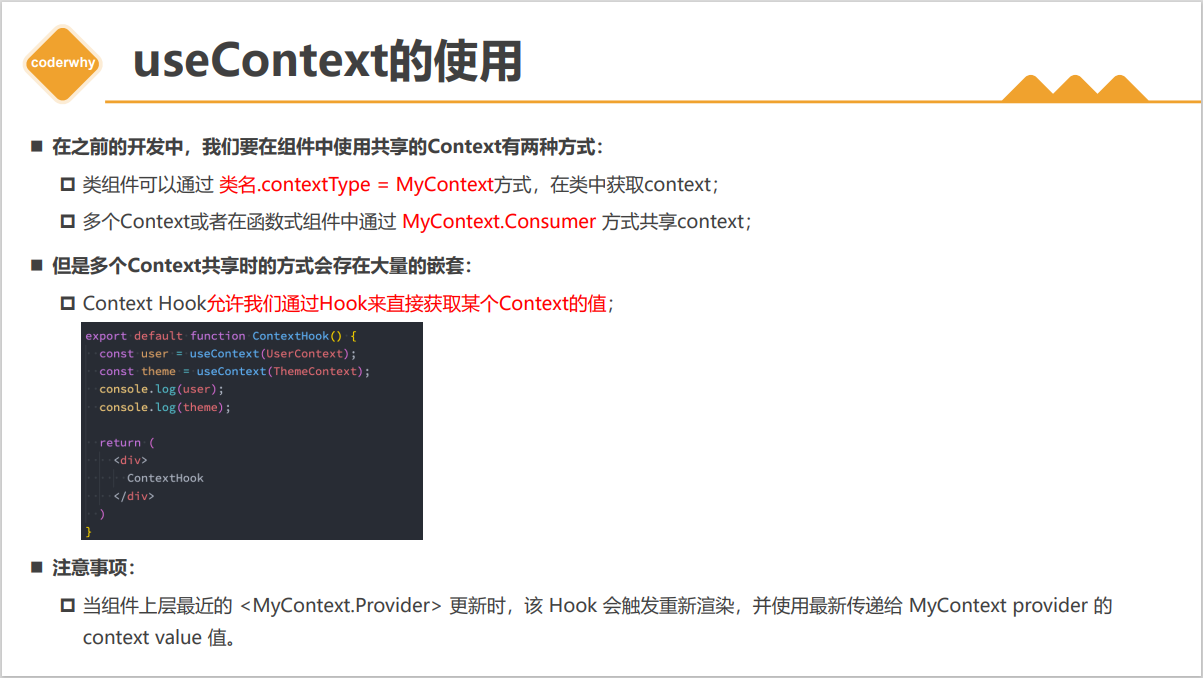 coderwhy
useContext的使用
在之前的开发中，我们要在组件中使用共享的Context有两种方式：
类组件可以通过 类名.contextType = MyContext方式，在类中获取context；
多个Context或者在函数式组件中通过 MyContext.Consumer 方式共享context；
但是多个Context共享时的方式会存在大量的嵌套：
Context Hook允许我们通过Hook来直接获取某个Context的值；
export default function ContextHook() {
  const user = useContext(UserContext);
  const theme = useContext(ThemeContext);
  console.log(user);
  console.log(theme);
  return (
    <div>
      ContextHook
    </div>
  )
}
注意事项：
当组件上层最近的 <MyContext.Provider> 更新时，该 Hook 会触发重新渲染，并使用最新传递给 MyContext provider 的
context value 值。